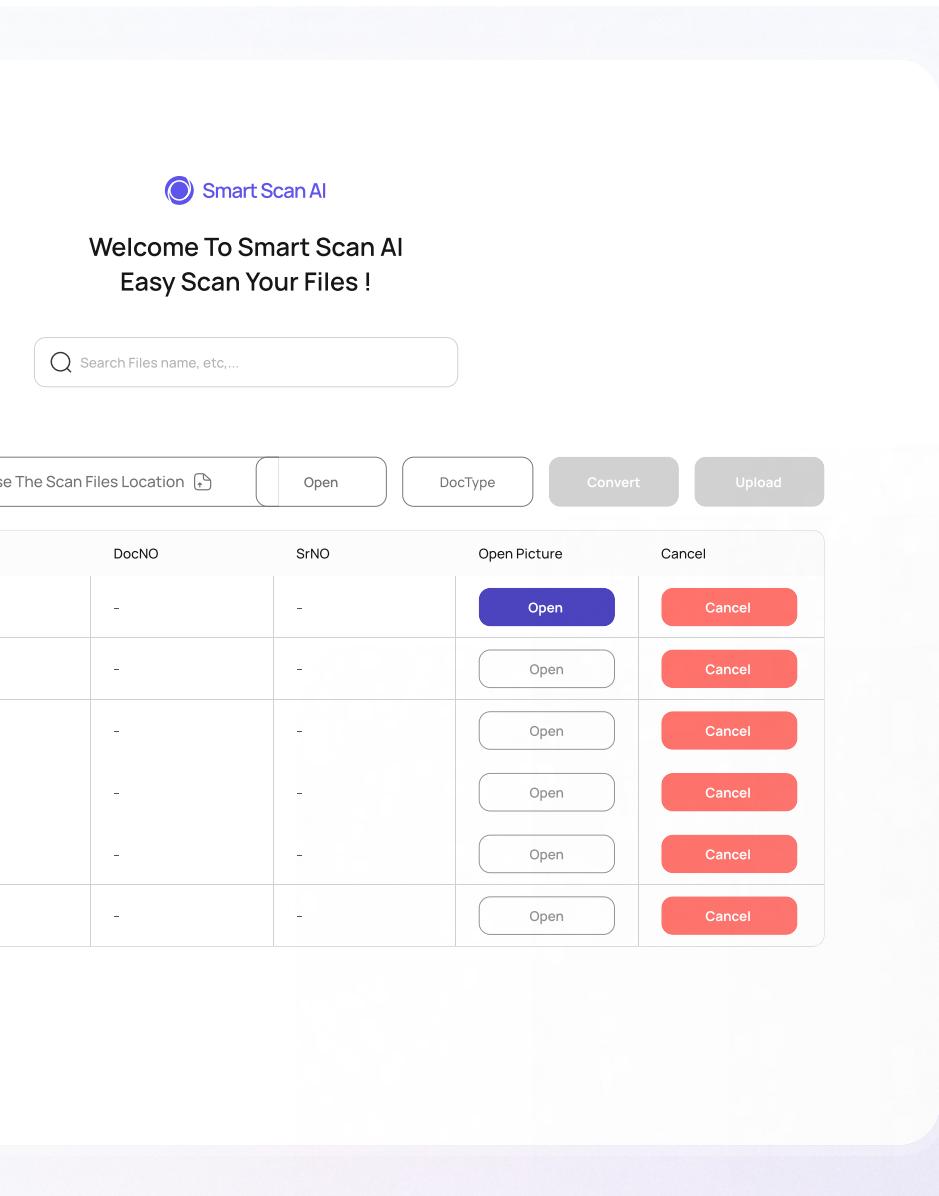 Smart Scan AI
Welcome To Smart Scan AI
Easy Scan Your Files !
Search Files name, etc,...
se The Scan Files Location Open DocType Convert Upload
DocNO SrNO Open Picture Cancel
- - Open Cancel
- - Open Cancel
- - Open Cancel
- - Open Cancel
- - Open Cancel
- - Open Cancel